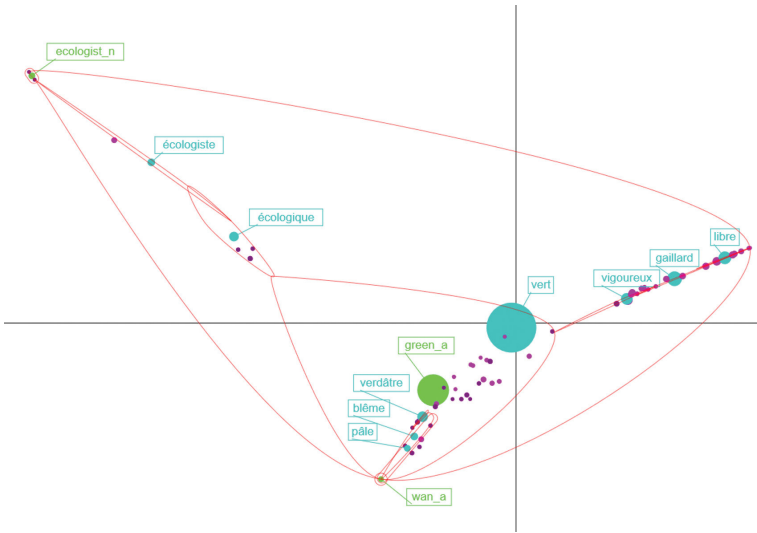 ecologist_n
écologiste
écologique
libre
gaillard
vigoureux
vert
green_a
verdâtre
blême
pâle
wan_a